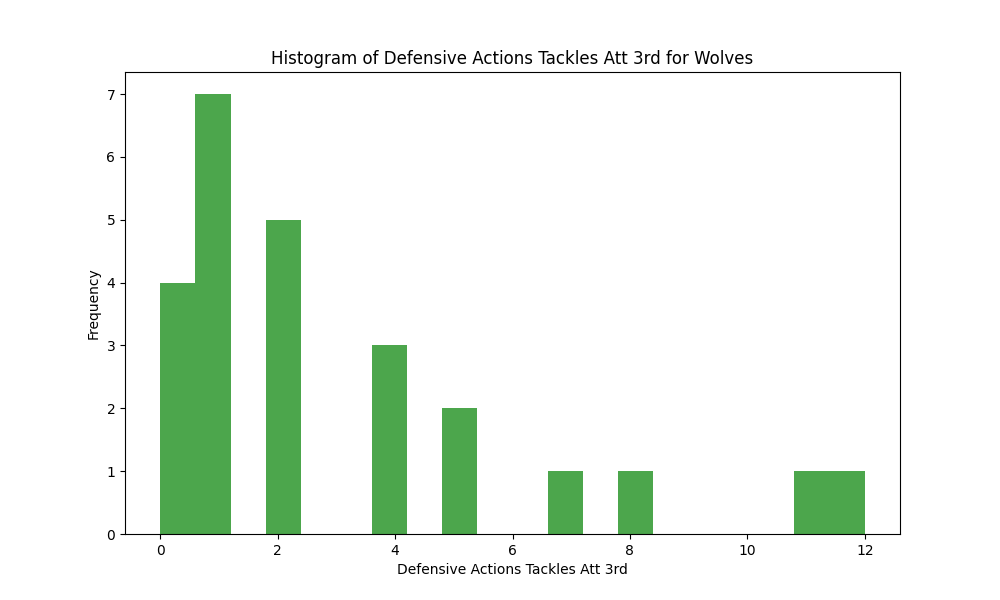 Histogram of Defensive Actions Tackles Att 3rd for Wolves
Frequency
7
6
5
4
3
2
1
0
0 2 4 6 8 10 12
Defensive Actions Tackles Att 3rd